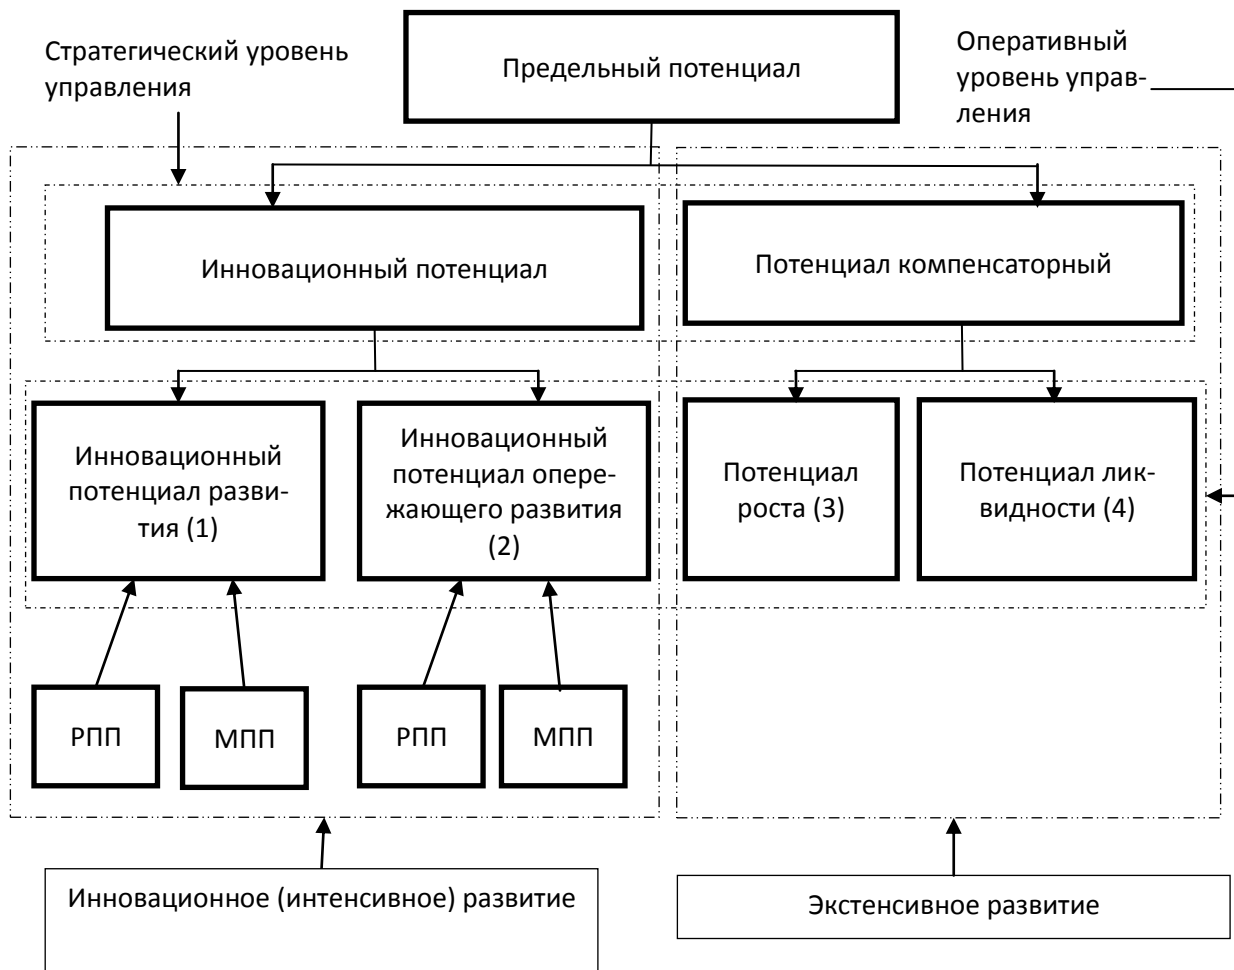 Стратегический уровень
управления
Предельный потенциал
Оперативный
уровень управ-
ления
Инновационный потенциал
Потенциал компенсаторный
Инновационный
потенциал разви-
тия (1)
Инновационный
потенциал опере-
жающего развития
(2)
Потенциал
роста (3)
Потенциал лик-
видности (4)
РПП
МПП
РПП
МПП
Инновационное (интенсивное) развитие
Экстенсивное развитие